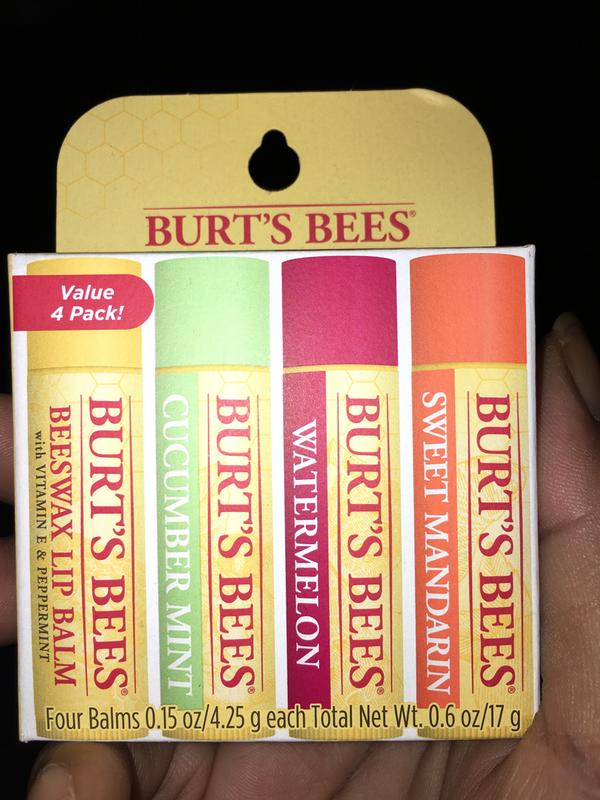 BURT'S BEES®
Value
4 Pack!
BURT'S BEES®
BEESWAX LIP BALM
with VITAMIN E & PEPPERMINT
BURT'S BEES®
CUCUMBER MINT
BURT'S BEES®
WATERMELON
BURT'S BEES®
SWEET MANDARIN
Four Balms 0.15 oz/4.25 g each Total Net Wt. 0.6 oz/17 g